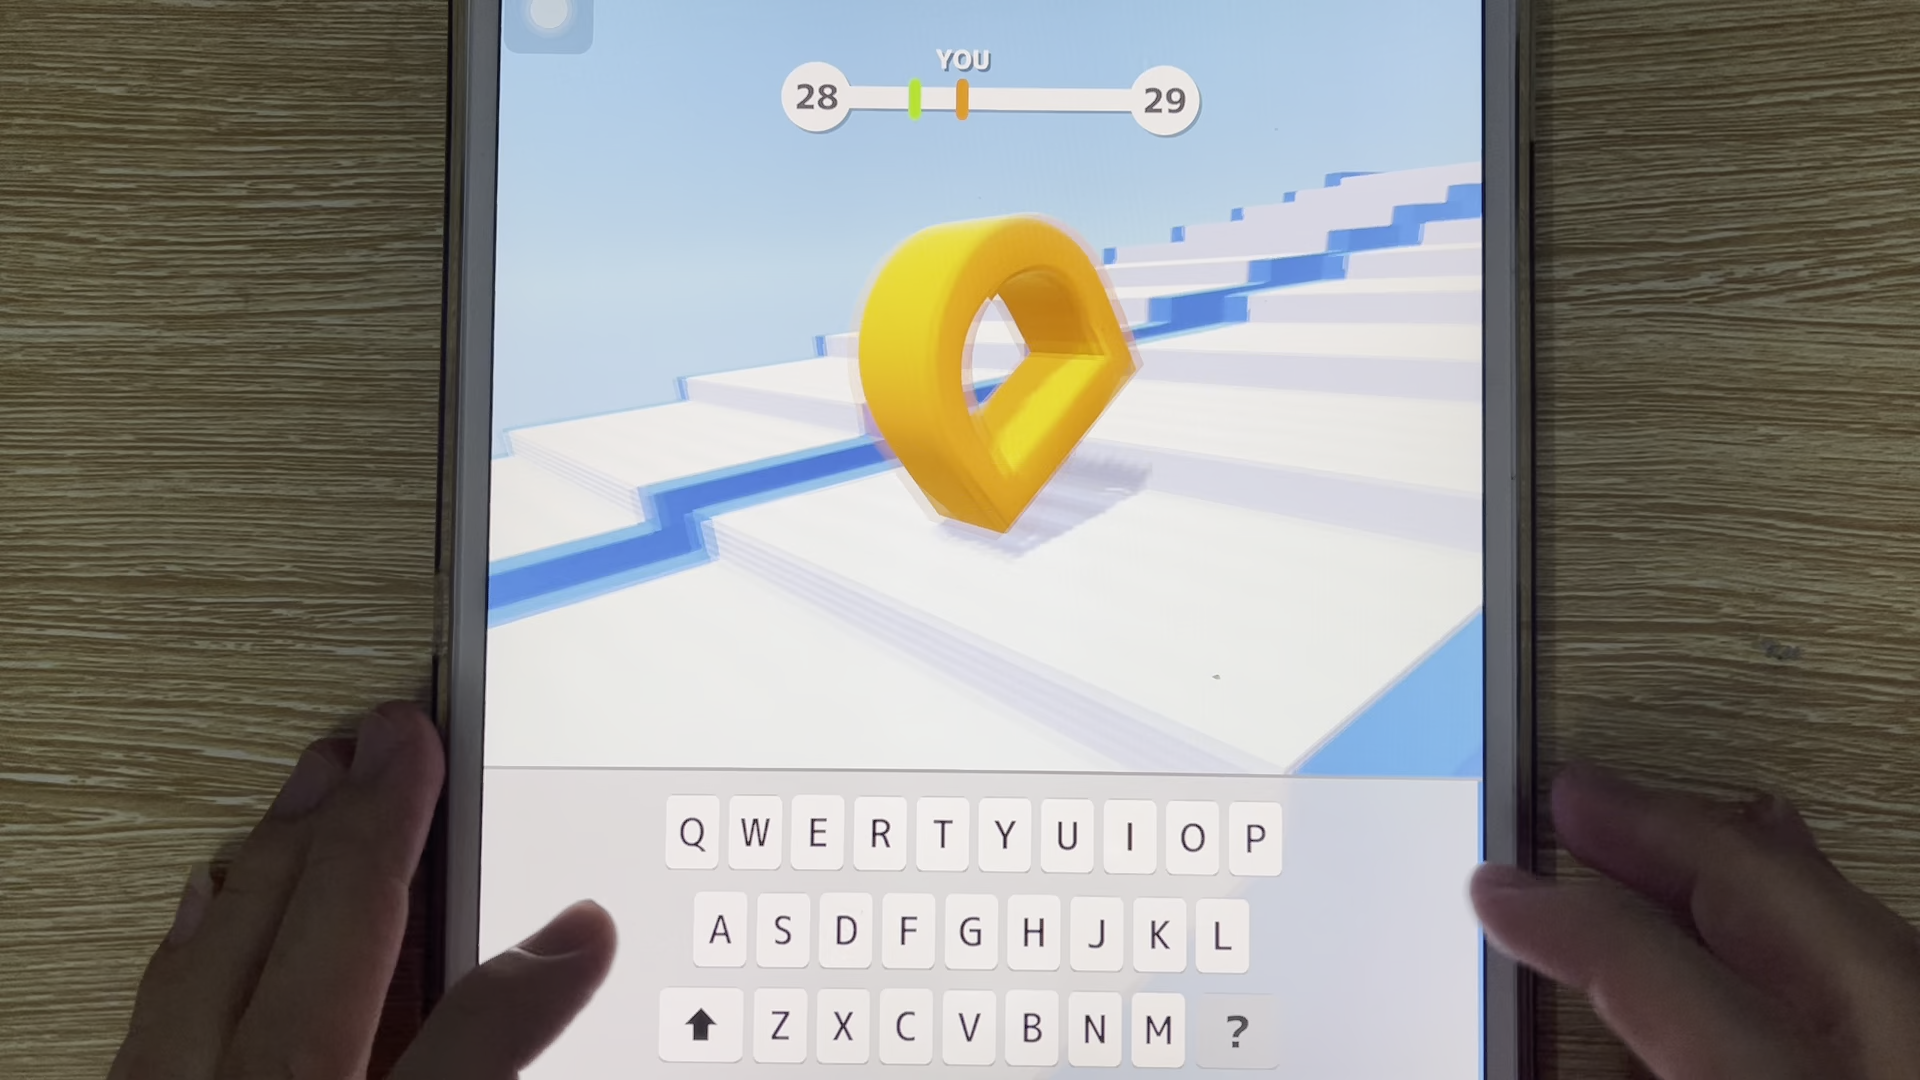 YOU
28 29
Q W E R T Y U I O P
A S D F G H J K L
Z X C V B N M ?